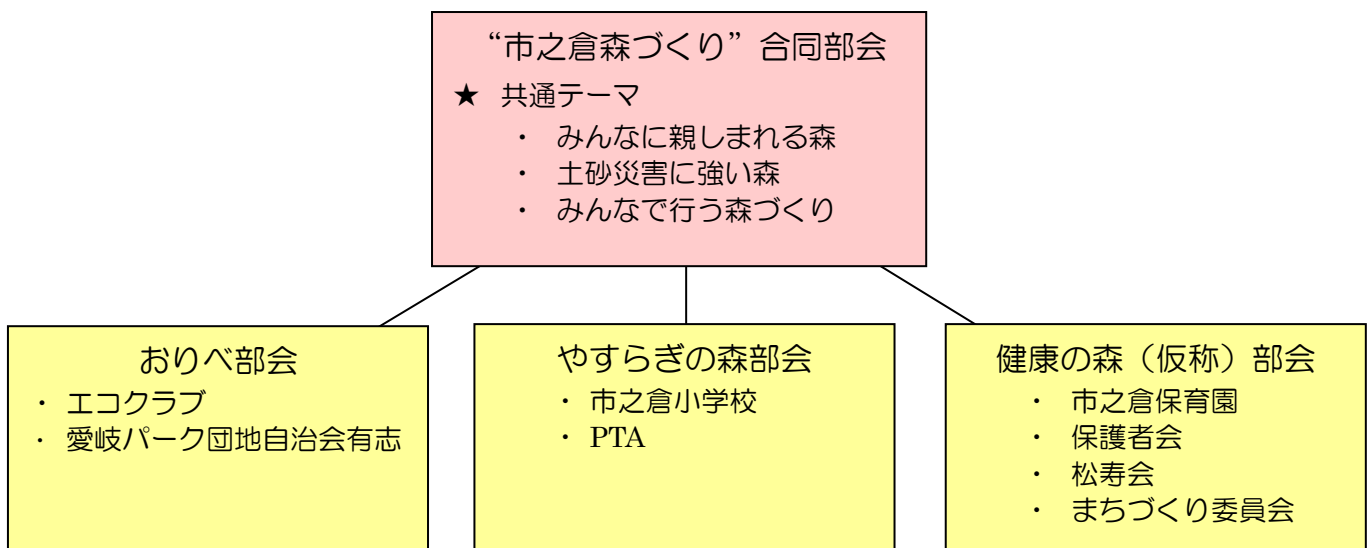 “市之倉森づくり”合同部会
★ 共通テーマ
・ みんなに親しまれる森
・ 土砂災害に強い森
・ みんなで行う森づくり
おりべ部会
・ エコクラブ
・ 愛岐パーク団地自治会有志
やすらぎの森部会
・ 市之倉小学校
・ PTA
健康の森（仮称）部会
・ 市之倉保育園
・ 保護者会
・ 松寿会
・ まちづくり委員会